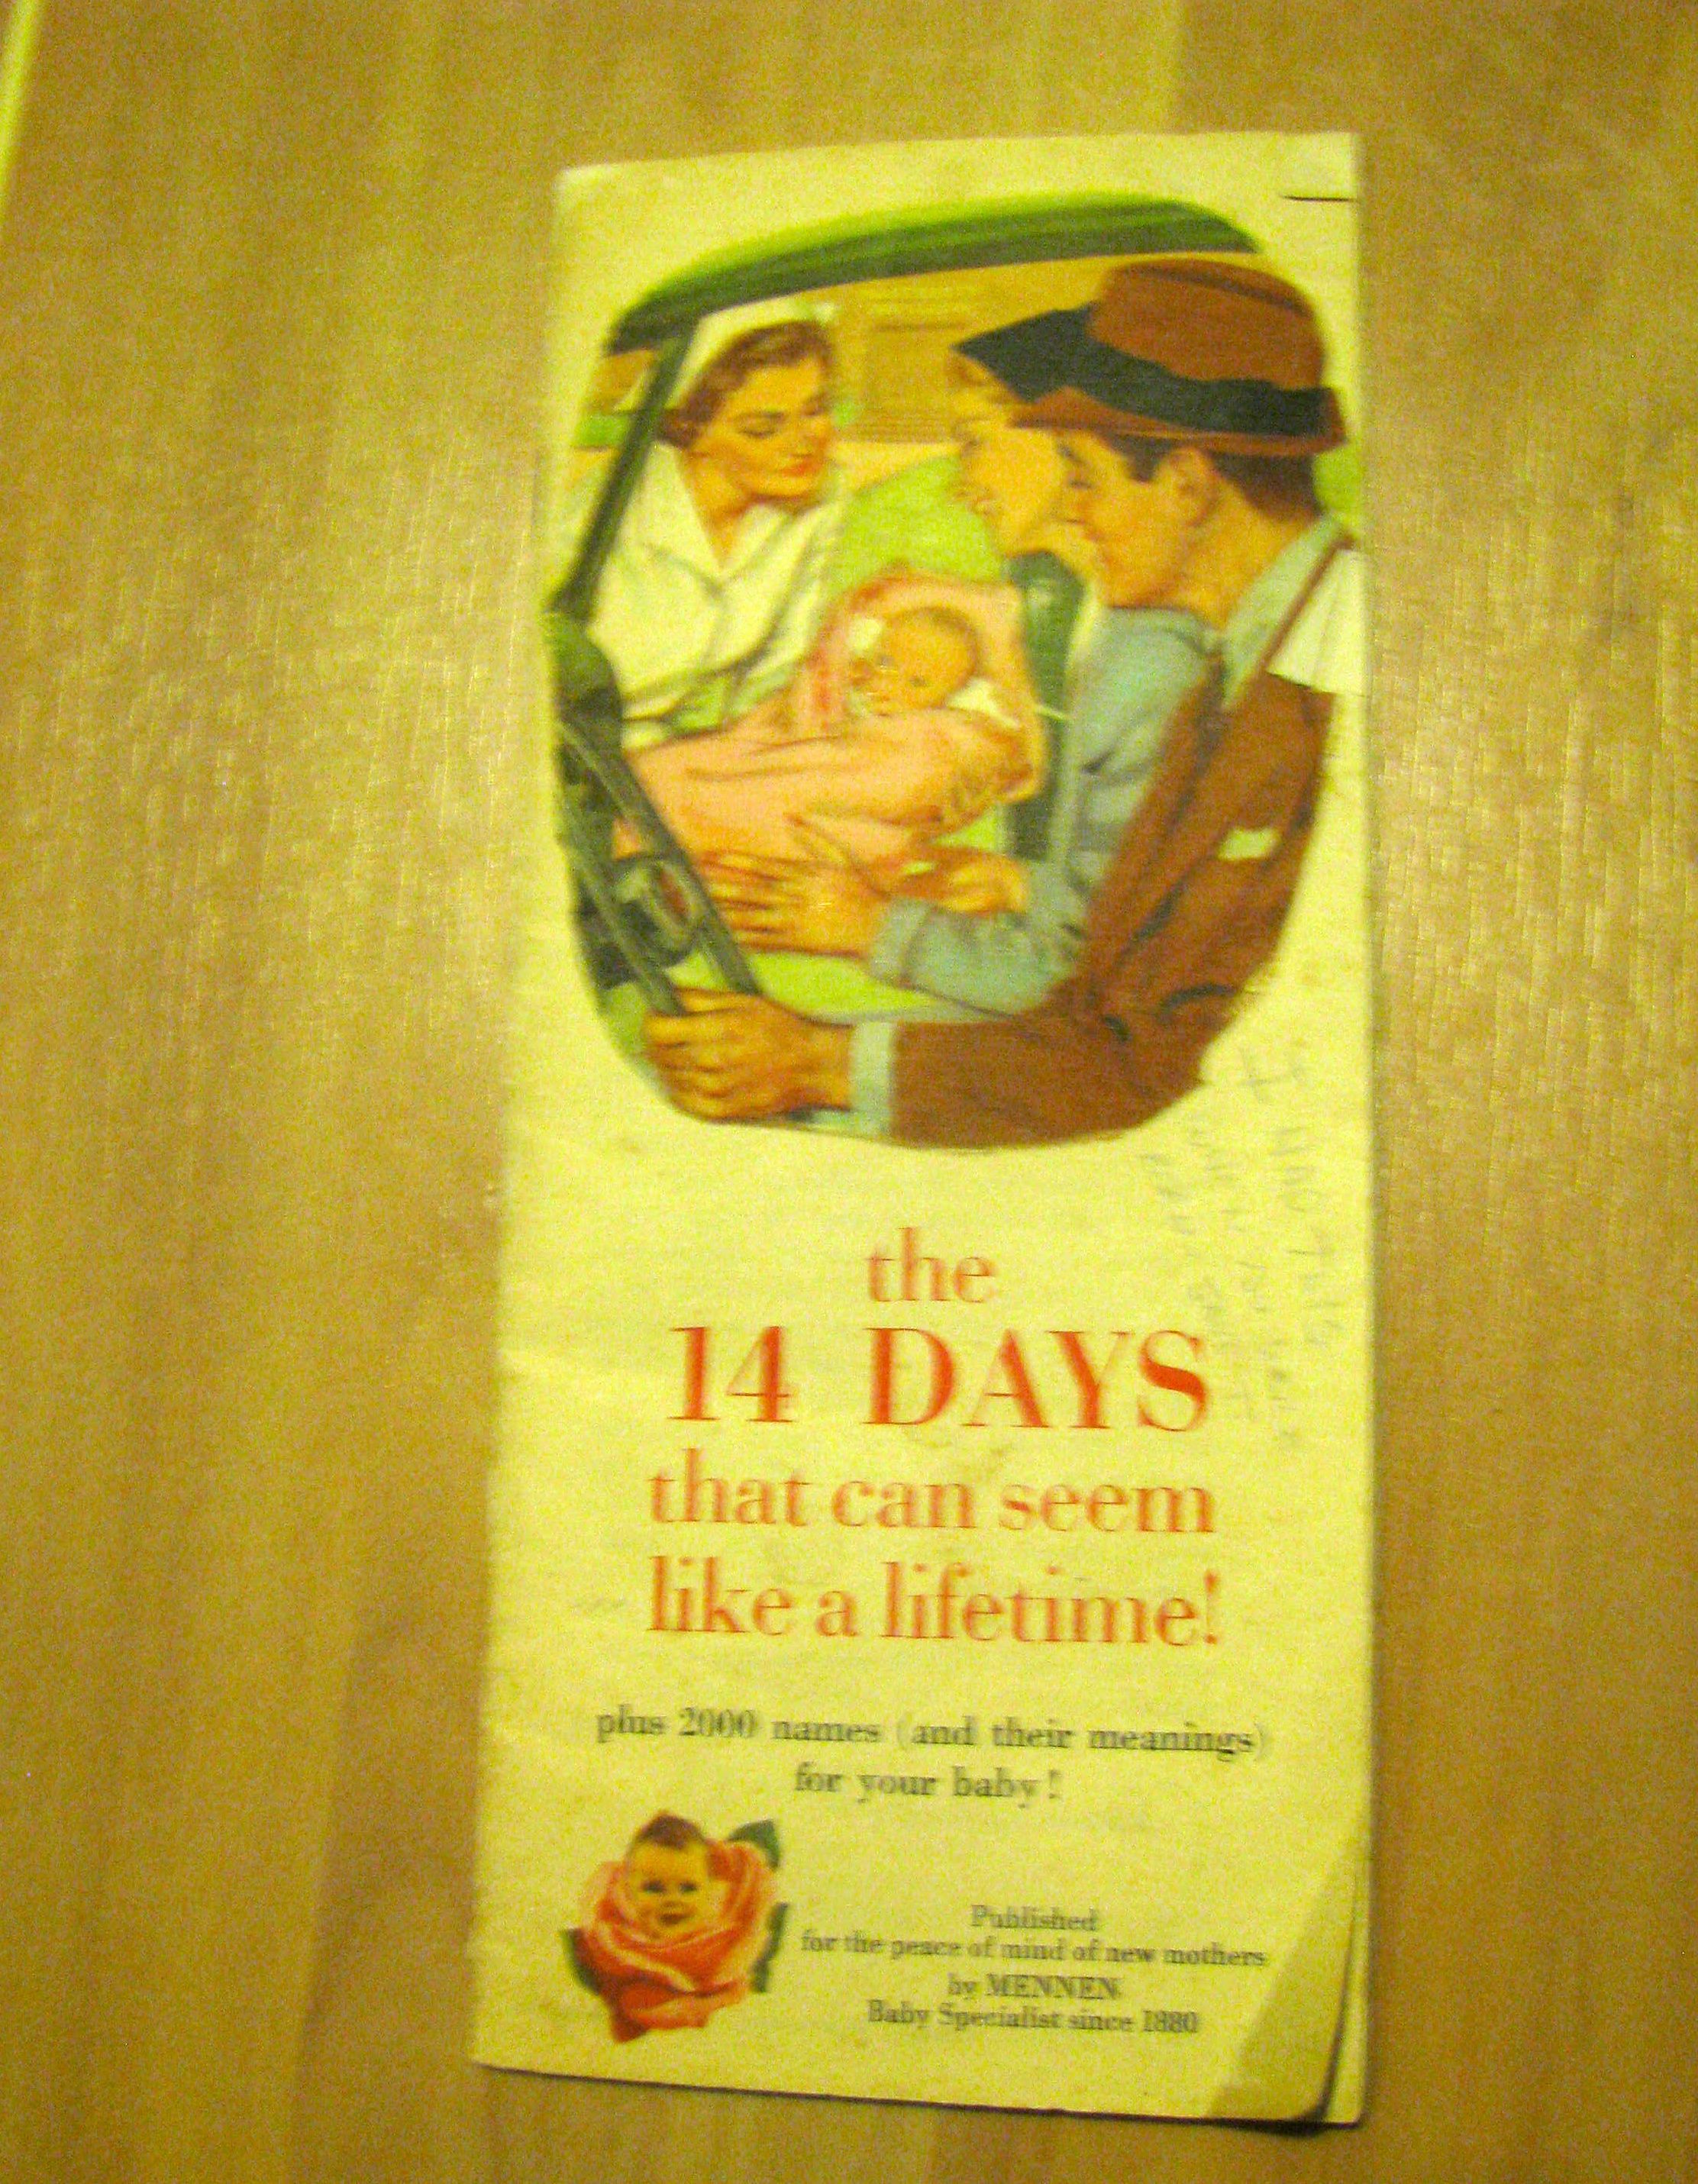 the
14 DAYS
that can seem
like a lifetime!
plus 2000 names (and their meanings)
for your baby!
Published
for the peace of mind of new mothers
by MENNEN
Baby Specialist since 1880